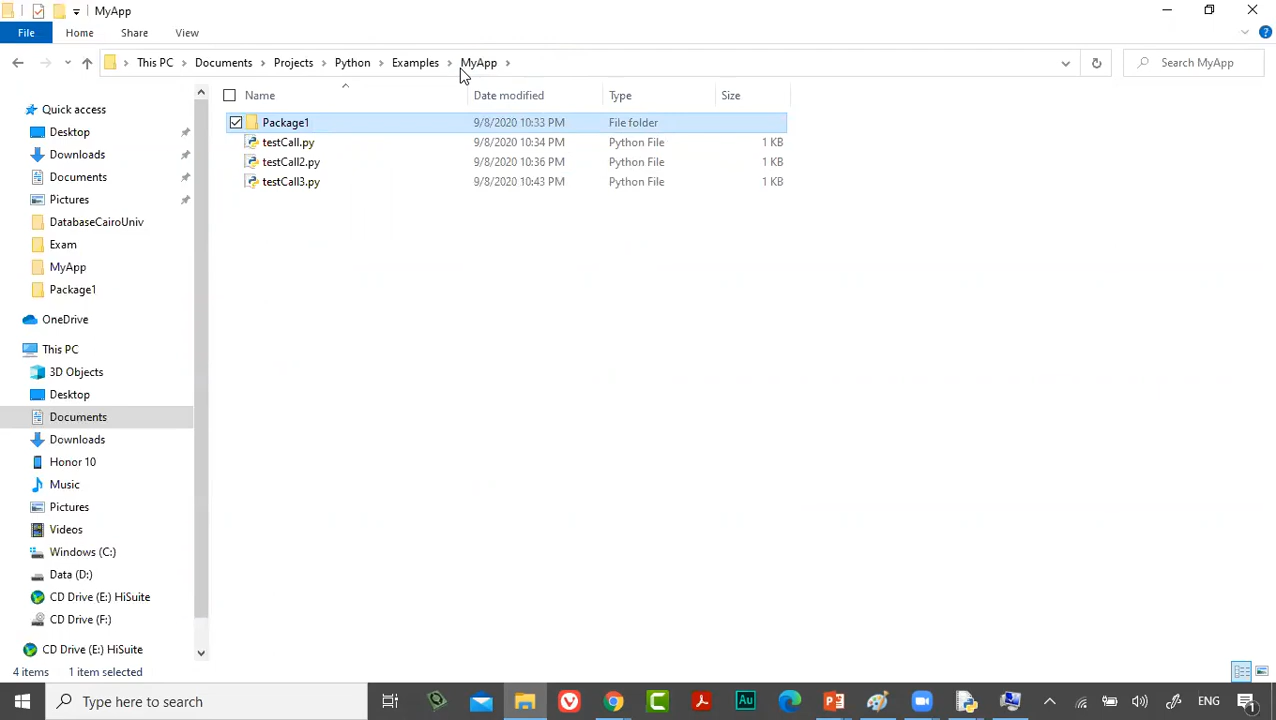 MyApp
File Home Share View
This PC Documents Projects Python Examples MyApp Search MyApp
Name Date modified Type Size
Package1 9/8/2020 10:33 PM File folder
testCall.py 9/8/2020 10:34 PM Python File 1 KB
testCall2.py 9/8/2020 10:36 PM Python File 1 KB
testCall3.py 9/8/2020 10:43 PM Python File 1 KB
Quick access
Desktop
Downloads
Documents
Pictures
DatabaseCairoUniv
Exam
MyApp
Package1
OneDrive
This PC
3D Objects
Desktop
Documents
Downloads
Honor 10
Music
Pictures
Videos
Windows (C:)
Data (D:)
CD Drive (E:) HiSuite
CD Drive (F:)
CD Drive (E:) HiSuite
4 items 1 item selected
Type here to search Au ENG 1